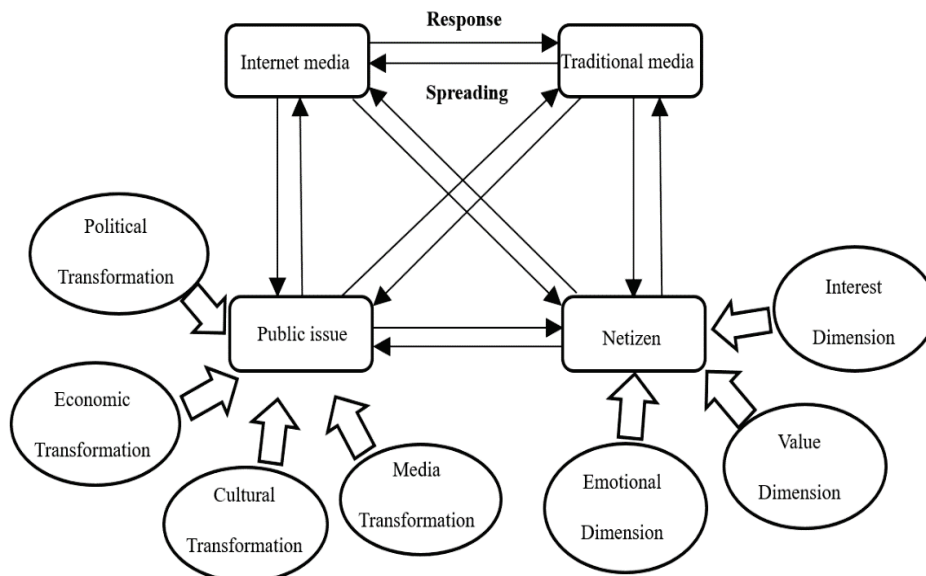 Response
Internet media
Traditional media
Spreading
Political
Transformation
Interest
Dimension
Public issue
Netizen
Economic
Transformation
Value
Dimension
Media
Transformation
Emotional
Dimension
Cultural
Transformation